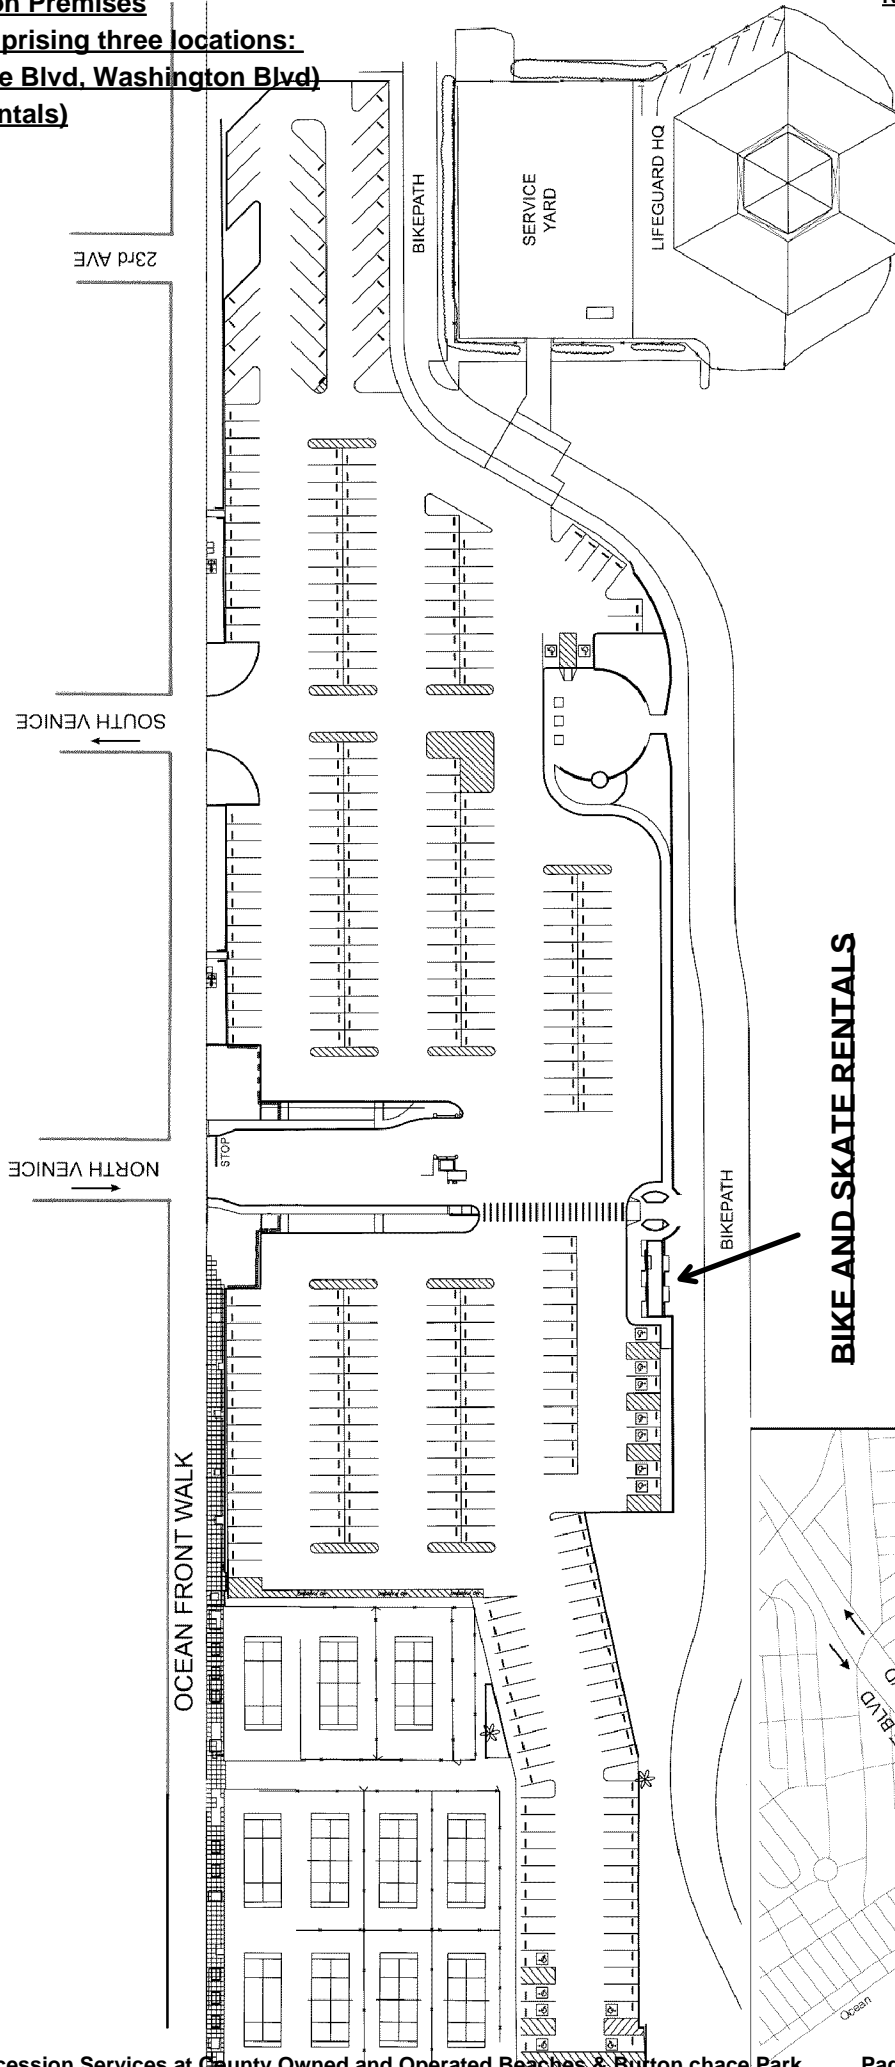 on Premises
prising three locations:
e Blvd, Washington Blvd)
ntals)
23rd AVE
BIKEPATH
SERVICE
YARD
LIFEGUARD HQ
SOUTH VENICE
NORTH VENICE
STOP
BIKEPATH
BIKE AND SKATE RENTALS
OCEAN FRONT WALK
BLVD
Ocean
cession Services at County Owned and Operated Beaches & Burton chace Park